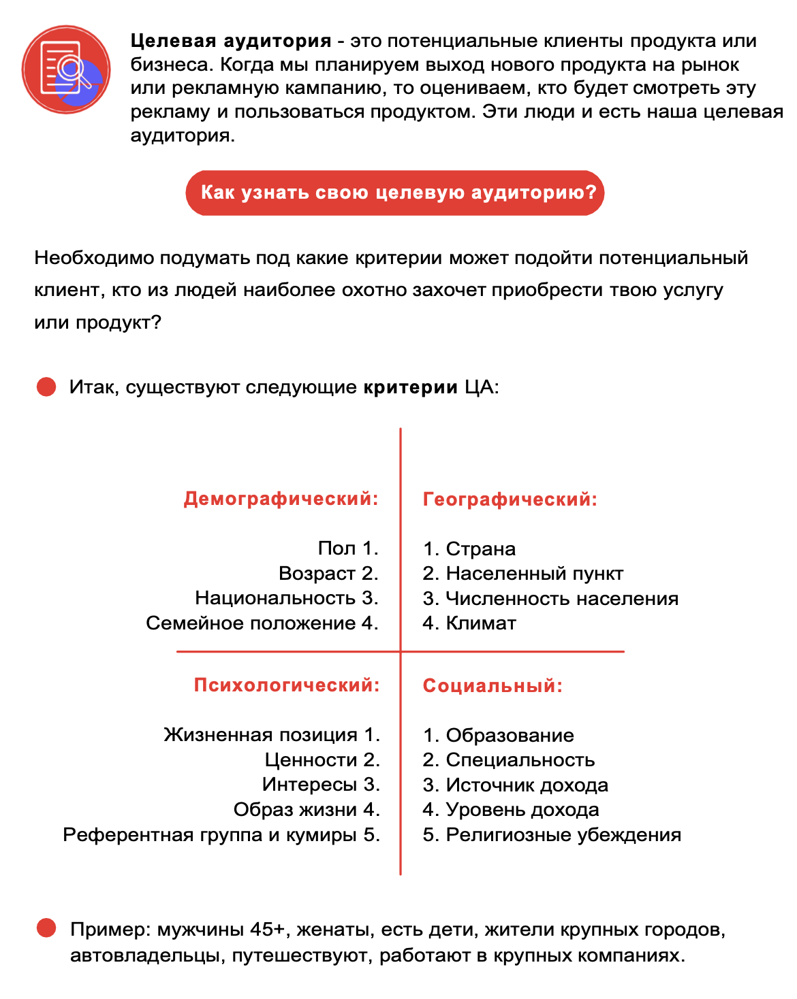 Целевая аудитория - это потенциальные клиенты продукта или
бизнеса. Когда мы планируем выход нового продукта на рынок
или рекламную кампанию, то оцениваем, кто будет смотреть эту
рекламу и пользоваться продуктом. Эти люди и есть наша целевая
аудитория.
Как узнать свою целевую аудиторию?
Необходимо подумать под какие критерии может подойти потенциальный
клиент, кто из людей наиболее охотно захочет приобрести твою услугу
или продукт?
Итак, существуют следующие критерии ЦА:
Демографический:
Пол 1.
Возраст 2.
Национальность 3.
Семейное положение 4.
Географический:
1. Страна
2. Населенный пункт
3. Численность населения
4. Климат
Психологический:
Жизненная позиция 1.
Ценности 2.
Интересы 3.
Образ жизни 4.
Референтная группа и кумиры 5.
Социальный:
1. Образование
2. Специальность
3. Источник дохода
4. Уровень дохода
5. Религиозные убеждения
Пример: мужчины 45+, женаты, есть дети, жители крупных городов,
автовладельцы, путешествуют, работают в крупных компаниях.